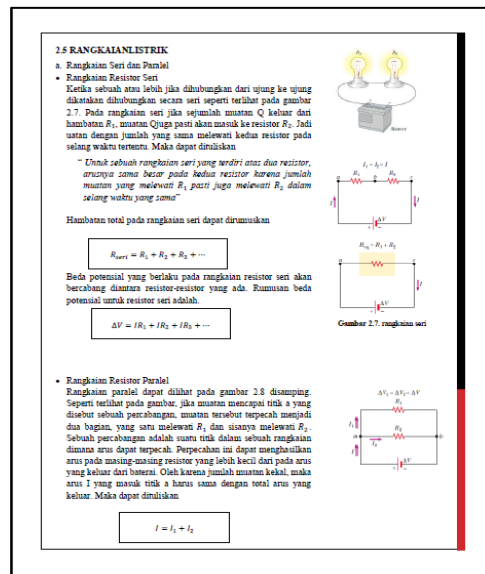 2.5 RANGKAIANLISTRIK
a. Rangkaian Seri dan Paralel
• Rangkaian Resistor Seri
Ketika sebuah atau lebih jika dihubungkan dari ujung ke ujung
dikatakan dihubungkan secara seri seperti terlihat pada gambar
2.7. Pada rangkaian seri jika sejumlah muatan Q keluar dari
hambatan R₁, muatan Qjuga pasti akan masuk ke resistor R₂. Jadi
uatan dengan jumlah yang sama melewati kedua resistor pada
selang waktu tertentu. Maka dapat dituliskan
“ Untuk sebuah rangkaian seri yang terdiri atas dua resistor,
arusnya sama besar pada kedua resistor karena jumlah
muatan yang melewati R₁ pasti juga melewati R₂ dalam
selang waktu yang sama”
Hambatan total pada rangkaian seri dapat dirumuskan
R_seri = R₁ + R₂ + R₃ + ⋯
Beda potensial yang berlaku pada rangkaian resistor seri akan
bercabang diantara resistor-resistor yang ada. Rumusan beda
potensial untuk resistor seri adalah.
ΔV = IR₁ + IR₂ + IR₃ + ⋯
R₁ R₂
Baterai
I₁ = I₂ = I
R₁ R₂
a b c
I I
+ ΔV −
R_eq = R₁ + R₂
a c
I
+ ΔV −
Gambar 2.7. rangkaian seri
• Rangkaian Resistor Paralel
Rangkaian paralel dapat dilihat pada gambar 2.8 disamping.
Seperti terlihat pada gambar, jika muatan mencapai titik a yang
disebut sebuah percabangan, muatan tersebut terpecah menjadi
dua bagian, yang satu melewati R₁ dan sisanya melewati R₂.
Sebuah percabangan adalah suatu titik dalam sebuah rangkaian
dimana arus dapat terpecah. Perpecahan ini dapat menghasilkan
arus pada masing-masing resistor yang lebih kecil dari pada arus
yang keluar dari baterai. Oleh karena jumlah muatan kekal, maka
arus I yang masuk titik a harus sama dengan total arus yang
keluar. Maka dapat dituliskan
I = I₁ + I₂
ΔV₁ = ΔV₂ = ΔV
R₁
I₁
R₂
a b
I₂
I
+ ΔV −